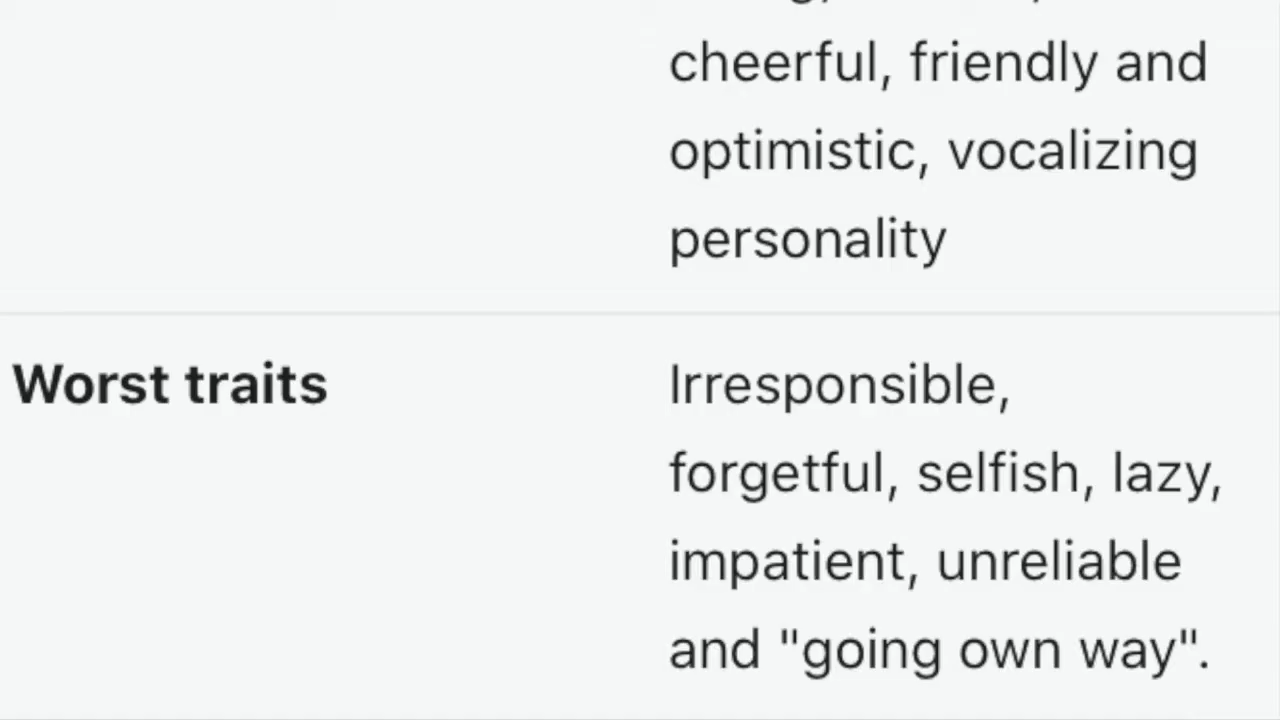 cheerful, friendly and
optimistic, vocalizing
personality
Worst traits
Irresponsible,
forgetful, selfish, lazy,
impatient, unreliable
and "going own way".